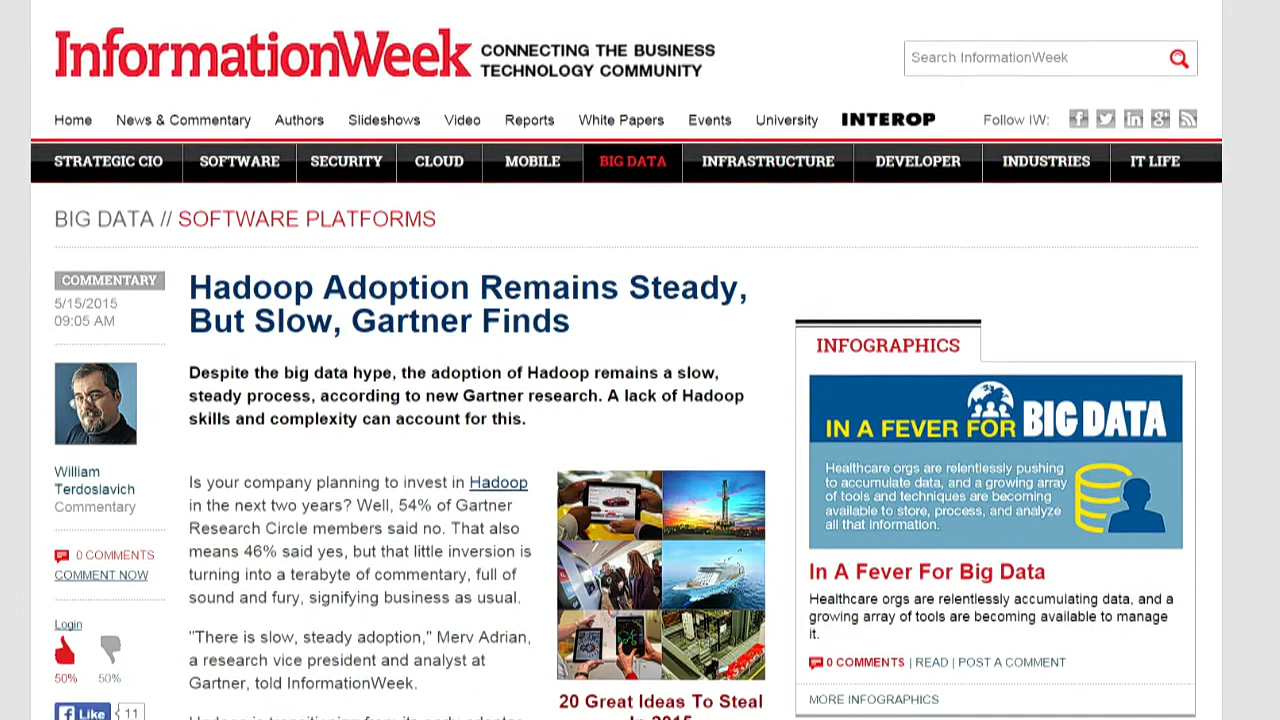 InformationWeek
CONNECTING THE BUSINESS
TECHNOLOGY COMMUNITY
Search InformationWeek
Home News & Commentary Authors Slideshows Video Reports White Papers Events University INTEROP Follow IW:
STRATEGIC CIO SOFTWARE SECURITY CLOUD MOBILE BIG DATA INFRASTRUCTURE DEVELOPER INDUSTRIES IT LIFE
BIG DATA // SOFTWARE PLATFORMS
COMMENTARY
5/15/2015
09:05 AM
William
Terdoslavich
Commentary
0 COMMENTS
COMMENT NOW
Login
50% 50%
Like 11
Hadoop Adoption Remains Steady,
But Slow, Gartner Finds
Despite the big data hype, the adoption of Hadoop remains a slow,
steady process, according to new Gartner research. A lack of Hadoop
skills and complexity can account for this.
Is your company planning to invest in Hadoop
in the next two years? Well, 54% of Gartner
Research Circle members said no. That also
means 46% said yes, but that little inversion is
turning into a terabyte of commentary, full of
sound and fury, signifying business as usual.
"There is slow, steady adoption," Merv Adrian,
a research vice president and analyst at
Gartner, told InformationWeek.
Hadoop is transitioning from its early adopter
20 Great Ideas To Steal
In 2015
INFOGRAPHICS
IN A FEVER FOR BIG DATA
Healthcare orgs are relentlessly pushing
to accumulate data, and a growing array
of tools and techniques are becoming
available to store, process, and analyze
all that information.
In A Fever For Big Data
Healthcare orgs are relentlessly accumulating data, and a
growing array of tools are becoming available to manage
it.
0 COMMENTS | READ | POST A COMMENT
MORE INFOGRAPHICS